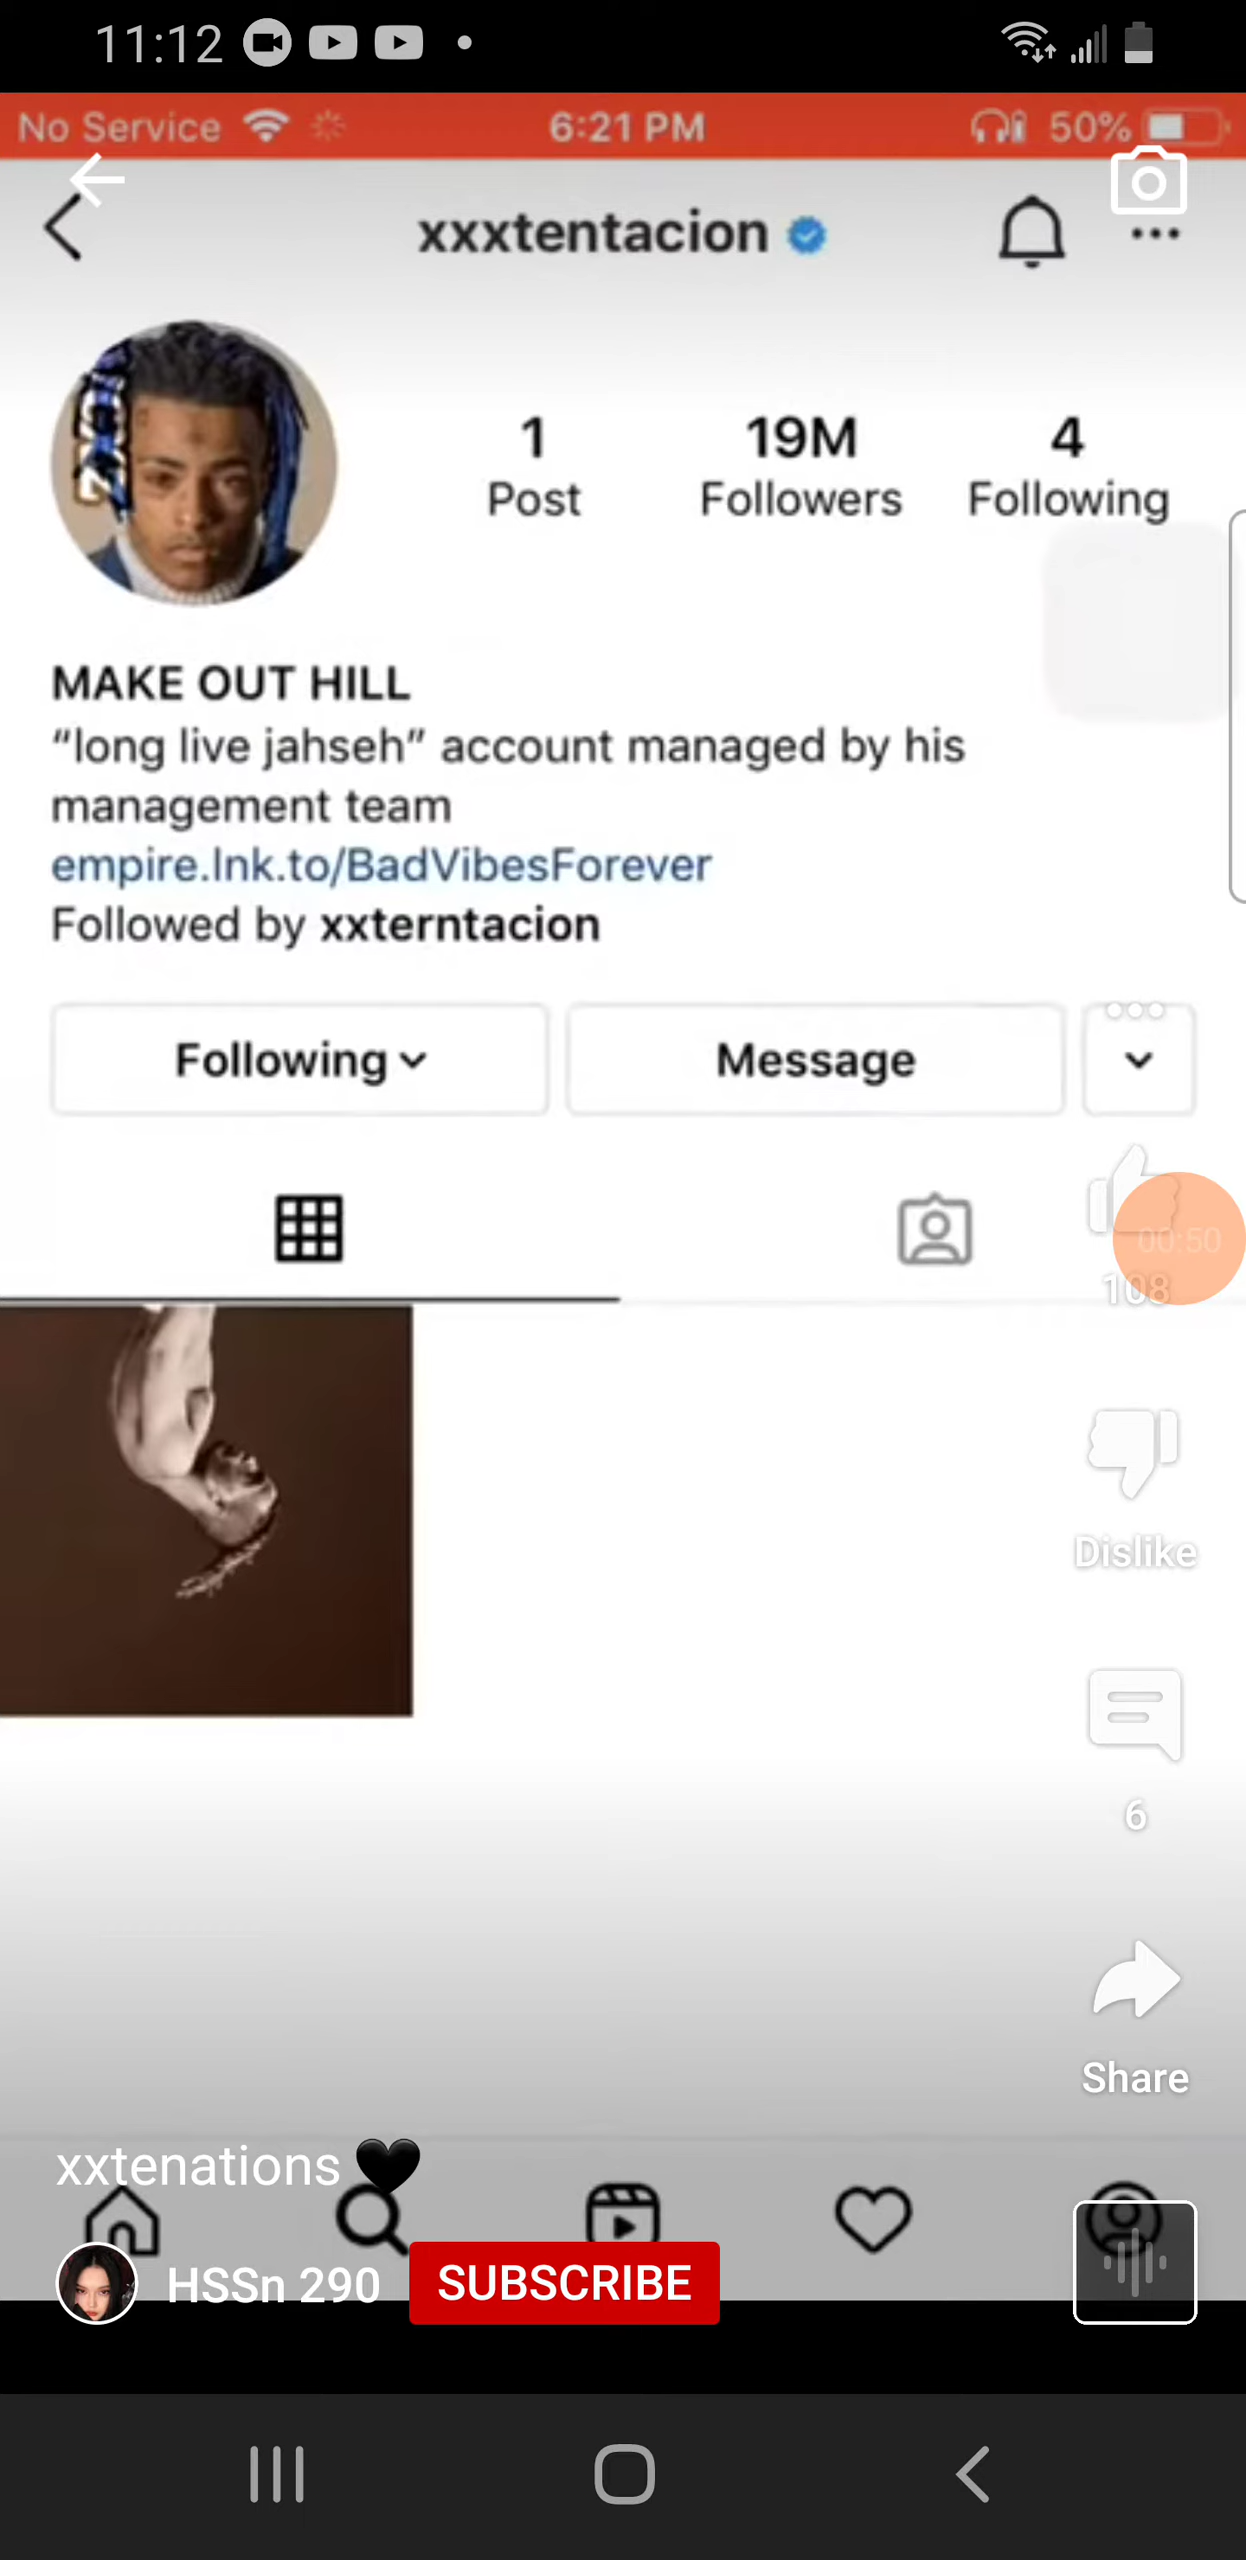 11:12
No Service 6:21 PM 50%
xxxtentacion
1 19M 4
Post Followers Following
MAKE OUT HILL
“long live jahseh” account managed by his
management team
empire.lnk.to/BadVibesForever
Followed by xxterntacion
Following Message
00:50
108
Dislike
6
Share
xxtenations🖤
HSSn 290 SUBSCRIBE